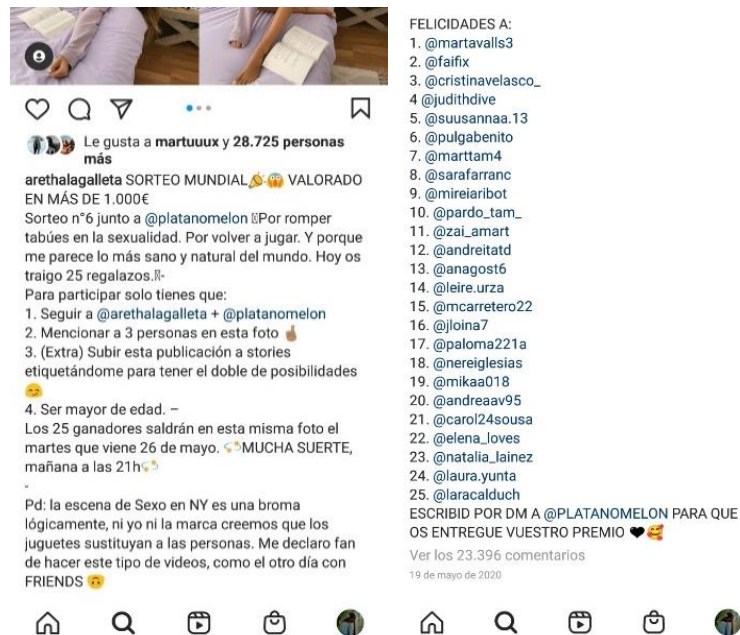 Le gusta a martuuux y 28.725 personas
más
arethalagalleta SORTEO MUNDIAL🎉😱 VALORADO
EN MÁS DE 1.000€
Sorteo n°6 junto a @platanomelon Por romper
tabúes en la sexualidad. Por volver a jugar. Y porque
me parece lo más sano y natural del mundo. Hoy os
traigo 25 regalazos.-
Para participar solo tienes que:
1. Seguir a @arethalagalleta + @platanomelon
2. Mencionar a 3 personas en esta foto ☝🏽
3. (Extra) Subir esta publicación a stories
etiquetándome para tener el doble de posibilidades
😏
4. Ser mayor de edad. –
Los 25 ganadores saldrán en esta misma foto el
martes que viene 26 de mayo. 💫MUCHA SUERTE,
mañana a las 21h💫
-
Pd: la escena de Sexo en NY es una broma
lógicamente, ni yo ni la marca creemos que los
juguetes sustituyan a las personas. Me declaro fan
de hacer este tipo de videos, como el otro día con
FRIENDS 🙃
FELICIDADES A:
1. @martavalls3
2. @faifix
3. @cristinavelasco_
4 @judithdive
5. @suusannaa.13
6. @pulgabenito
7. @marttam4
8. @sarafarranc
9. @mireiaribot
10. @pardo_tam_
11. @zai_amart
12. @andreitatd
13. @anagost6
14. @leire.urza
15. @mcarretero22
16. @jloina7
17. @paloma221a
18. @nereiglesias
19. @mikaa018
20. @andreaav95
21. @carol24sousa
22. @elena_loves
23. @natalia_lainez
24. @laura.yunta
25. @laracalduch
ESCRIBID POR DM A @PLATANOMELON PARA QUE
OS ENTREGUE VUESTRO PREMIO 🖤🥰
Ver los 23.396 comentarios
19 de mayo de 2020